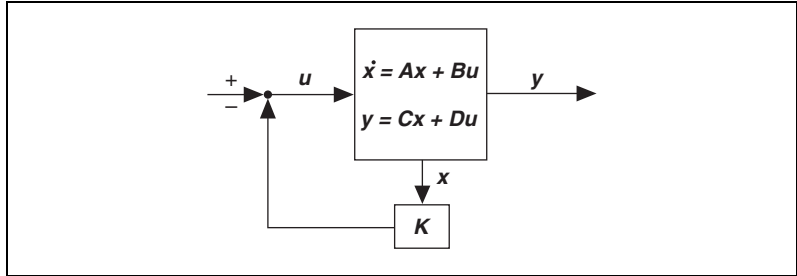 +
−
u
ẋ = Ax + Bu
y = Cx + Du
y
x
K